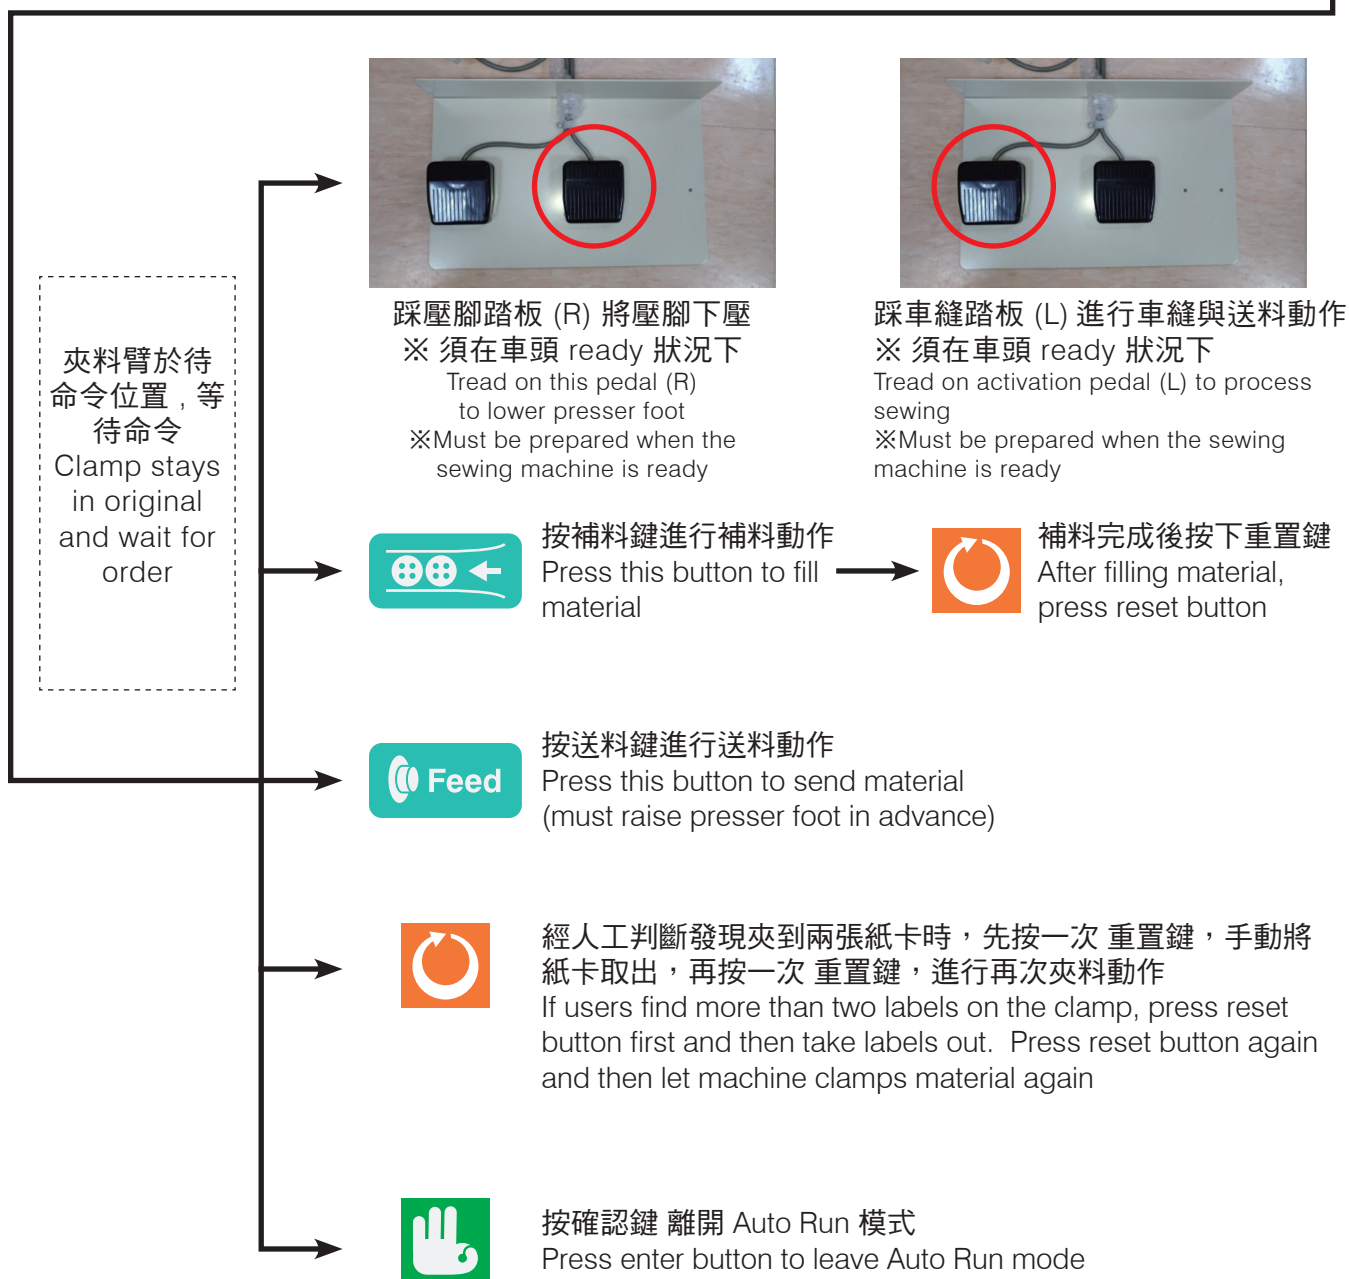 踩壓腳踏板 (R) 將壓腳下壓
※ 須在車頭 ready 狀況下
Tread on this pedal (R)
to lower presser foot
※Must be prepared when the
sewing machine is ready
踩車縫踏板 (L) 進行車縫與送料動作
※ 須在車頭 ready 狀況下
Tread on activation pedal (L) to process
sewing
※Must be prepared when the sewing
machine is ready
夾料臂於待
命令位置 , 等
待命令
Clamp stays
in original
and wait for
order
按補料鍵進行補料動作
Press this button to fill
material
補料完成後按下重置鍵
After filling material,
press reset button
Feed
按送料鍵進行送料動作
Press this button to send material
(must raise presser foot in advance)
經人工判斷發現夾到兩張紙卡時，先按一次 重置鍵，手動將
紙卡取出，再按一次 重置鍵，進行再次夾料動作
If users find more than two labels on the clamp, press reset
button first and then take labels out.  Press reset button again
and then let machine clamps material again
按確認鍵 離開 Auto Run 模式
Press enter button to leave Auto Run mode